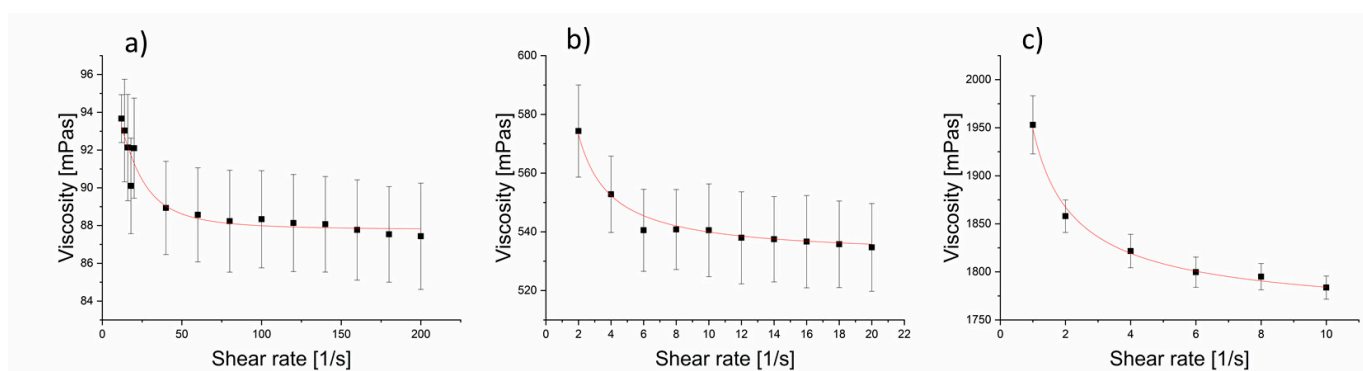 a)
Viscosity [mPas]
96
94
92
90
88
86
84
0 50 100 150 200
Shear rate [1/s]
b)
Viscosity [mPas]
600
580
560
540
520
0 2 4 6 8 10 12 14 16 18 20 22
Shear rate [1/s]
c)
Viscosity [mPas]
2000
1950
1900
1850
1800
1750
0 2 4 6 8 10
Shear rate [1/s]